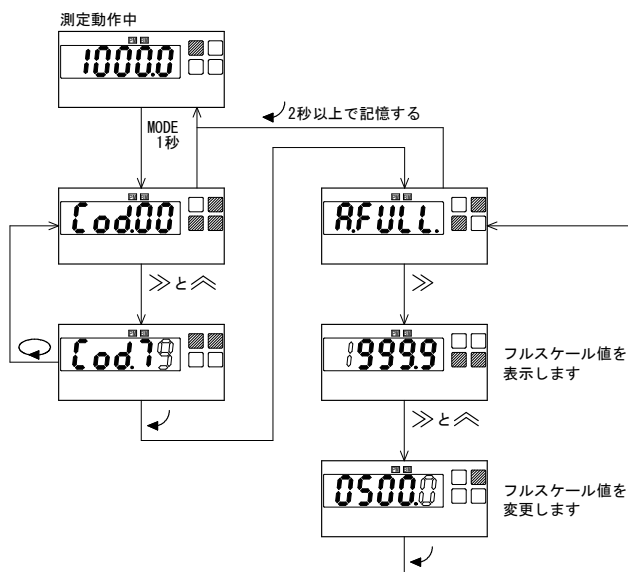 測定動作中
1000.0
2秒以上で記憶する
MODE
1秒
Cod.00
A.FULL.
≫と︽
≫
Cod.79
1999.9
フルスケール値を
表示します
≫と︽
0500.0
フルスケール値を
変更します